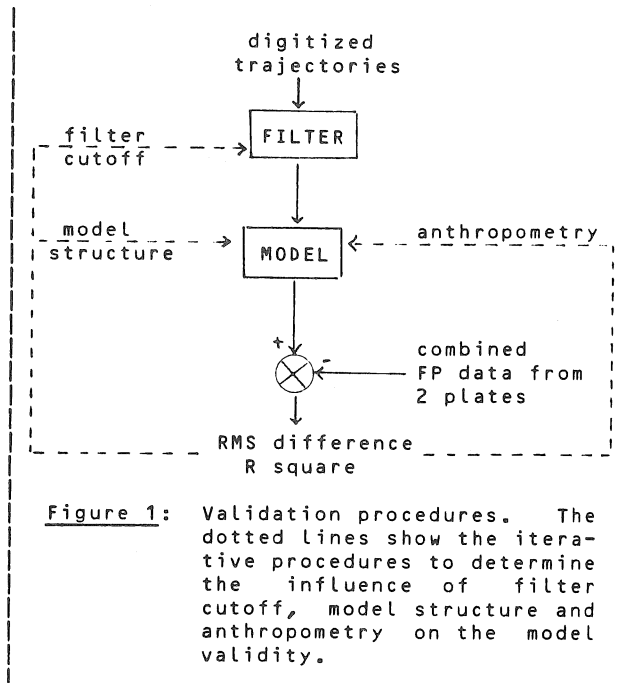 digitized
trajectories
FILTER
filter
cutoff
model
structure
MODEL
anthropometry
+
-
combined
FP data from
2 plates
RMS difference
R square
Figure 1: Validation procedures. The
dotted lines show the itera-
tive procedures to determine
the influence of filter
cutoff, model structure and
anthropometry on the model
validity.